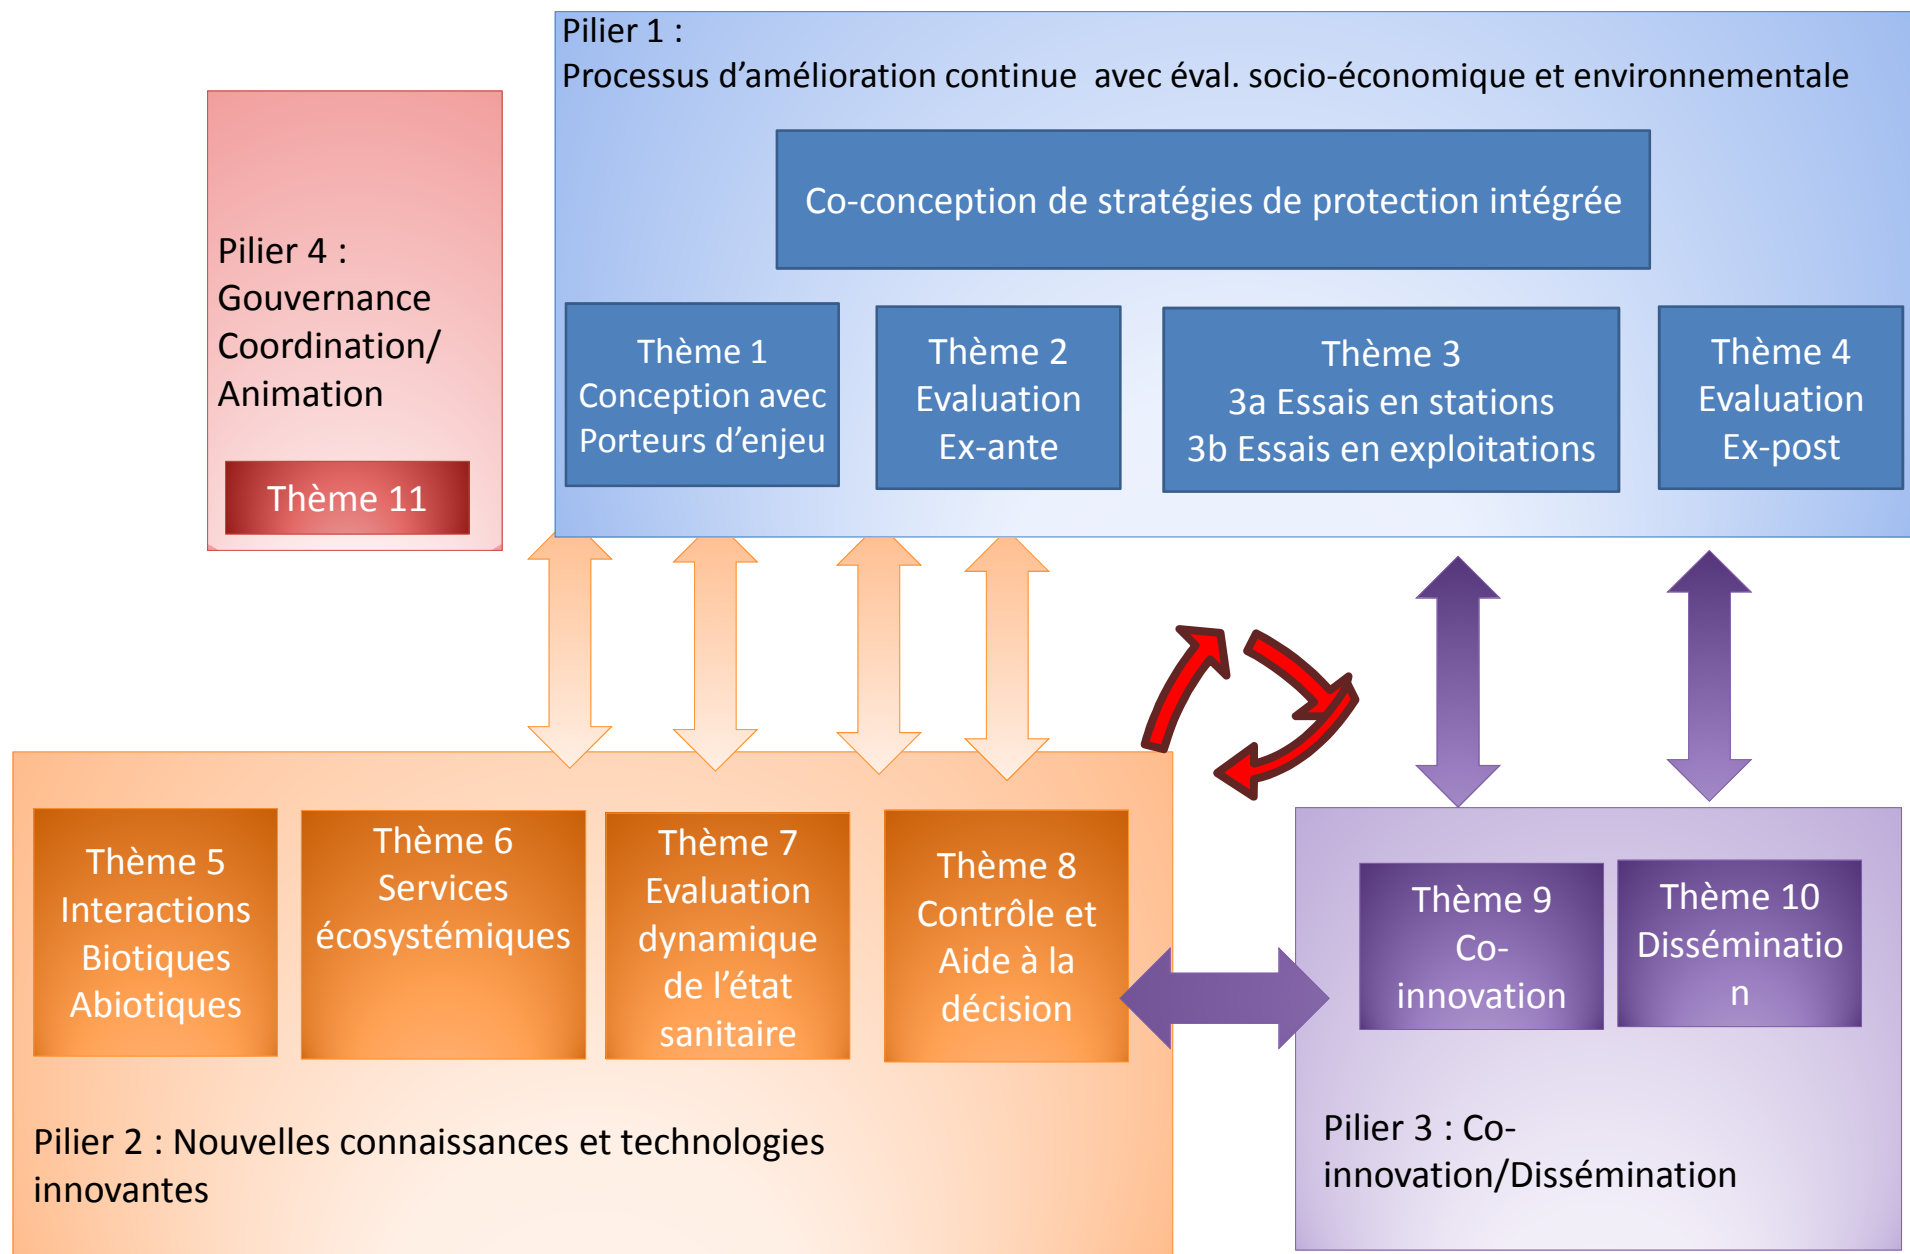 Pilier 1 :
Processus d'amélioration continue  avec éval. socio-économique et environnementale
Co-conception de stratégies de protection intégrée
Thème 1
Conception avec
Porteurs d'enjeu
Thème 2
Evaluation
Ex-ante
Thème 3
3a Essais en stations
3b Essais en exploitations
Thème 4
Evaluation
Ex-post
Pilier 4 :
Gouvernance
Coordination/
Animation
Thème 11
Thème 5
Interactions
Biotiques
Abiotiques
Thème 6
Services
écosystémiques
Thème 7
Evaluation
dynamique
de l'état
sanitaire
Thème 8
Contrôle et
Aide à la
décision
Pilier 2 : Nouvelles connaissances et technologies
innovantes
Thème 9
Co-
innovation
Thème 10
Disséminatio
n
Pilier 3 : Co-
innovation/Dissémination